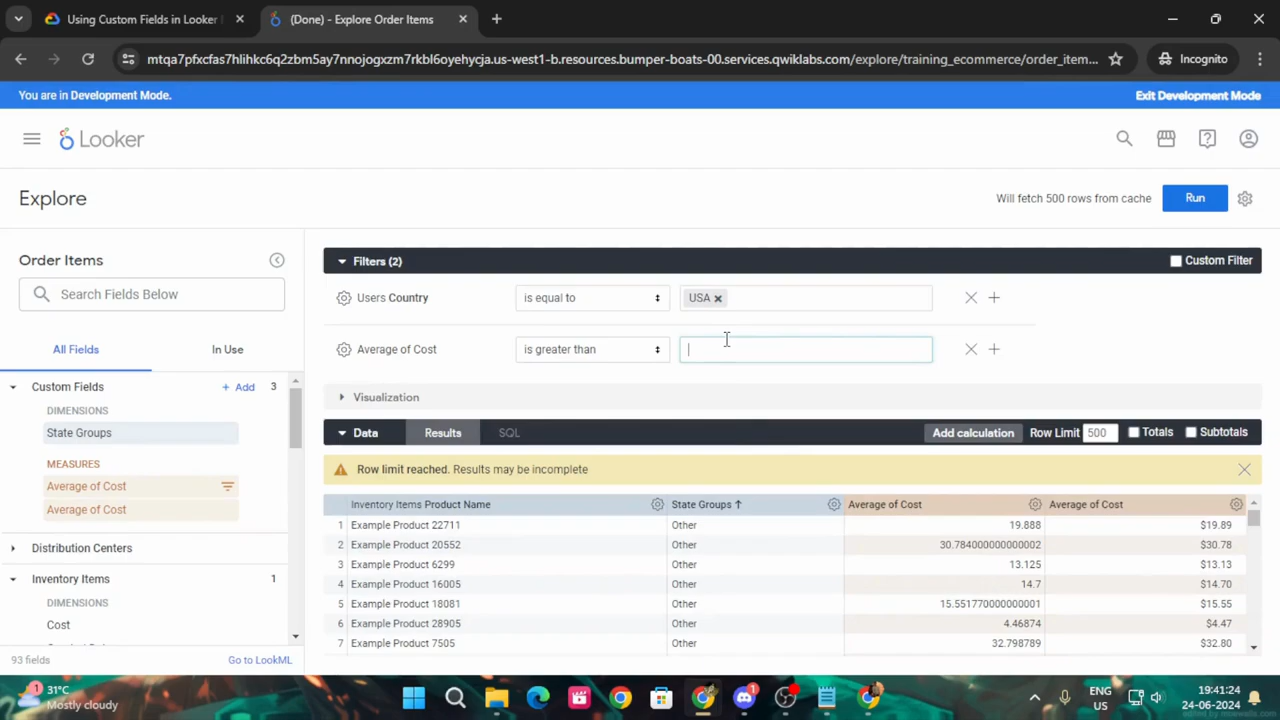 Using Custom Fields in Looker
(Done) - Explore Order Items
mtqa7pfxcfas7hlihkc6q2zbm5ay7nnojogxzm7rkbl6oyehycja.us-west1-b.resources.bumper-boats-00.services.qwiklabs.com/explore/training_ecommerce/order_item...
Incognito
You are in Development Mode.
Exit Development Mode
Looker
Explore
Will fetch 500 rows from cache
Run
Order Items
Search Fields Below
All Fields
In Use
Custom Fields
+ Add 3
DIMENSIONS
State Groups
MEASURES
Average of Cost
Average of Cost
Distribution Centers
Inventory Items 1
DIMENSIONS
Cost
93 fields
Go to LookML
Filters (2)
Custom Filter
Users Country is equal to USA
Average of Cost is greater than
Visualization
Data Results SQL Add calculation Row Limit 500 Totals Subtotals
Row limit reached. Results may be incomplete
Inventory Items Product Name State Groups ↑ Average of Cost Average of Cost
1 Example Product 22711 Other 19.888 $19.89
2 Example Product 20552 Other 30.784000000000002 $30.78
3 Example Product 6299 Other 13.125 $13.13
4 Example Product 16005 Other 14.7 $14.70
5 Example Product 18081 Other 15.551770000000001 $15.55
6 Example Product 28905 Other 4.46874 $4.47
7 Example Product 7505 Other 32.798789 $32.80
1
31°C
Mostly cloudy
1
ENG
US
19:41:24
24-06-2024